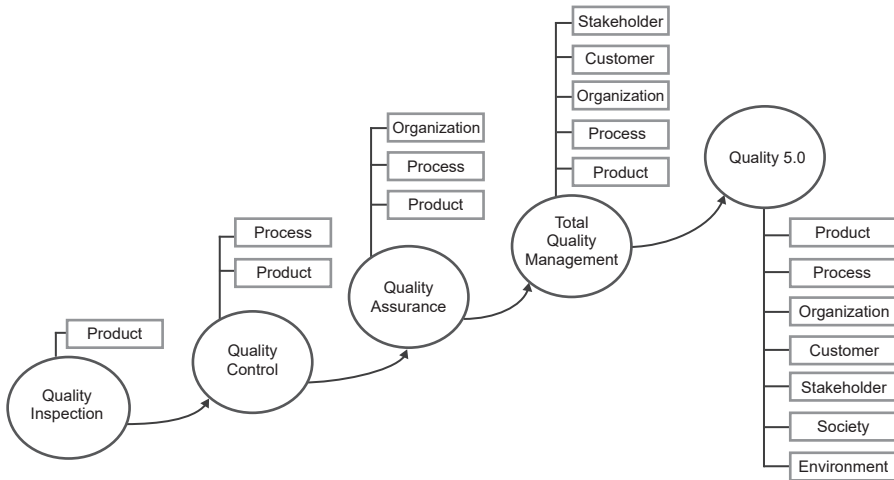 Product
Quality
Inspection
Process
Product
Quality
Control
Organization
Process
Product
Quality
Assurance
Stakeholder
Customer
Organization
Process
Product
Total
Quality
Management
Quality 5.0
Product
Process
Organization
Customer
Stakeholder
Society
Environment